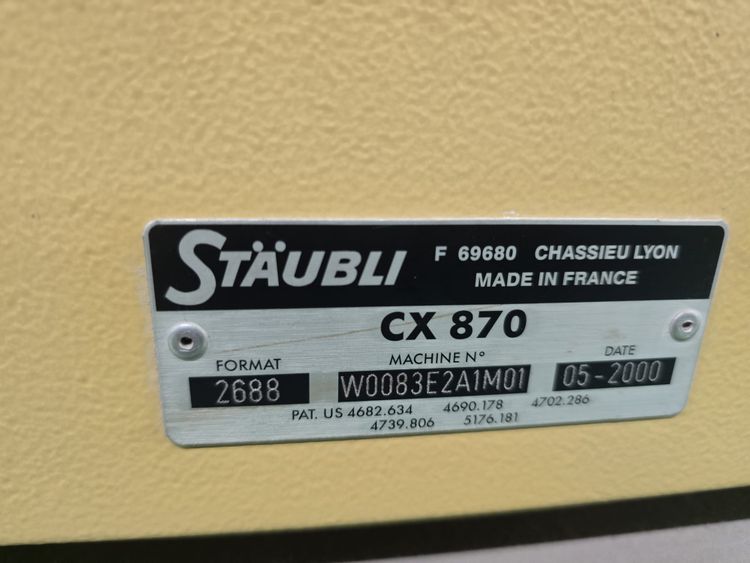 STÄUBLI
F 69680 CHASSIEU LYON
MADE IN FRANCE
CX 870
MACHINE Nº
FORMAT
DATE
2688 W0083E2A1M01 05-2000
PAT. US 4682.634 4690.178 4702.286
4739.806 5176.181